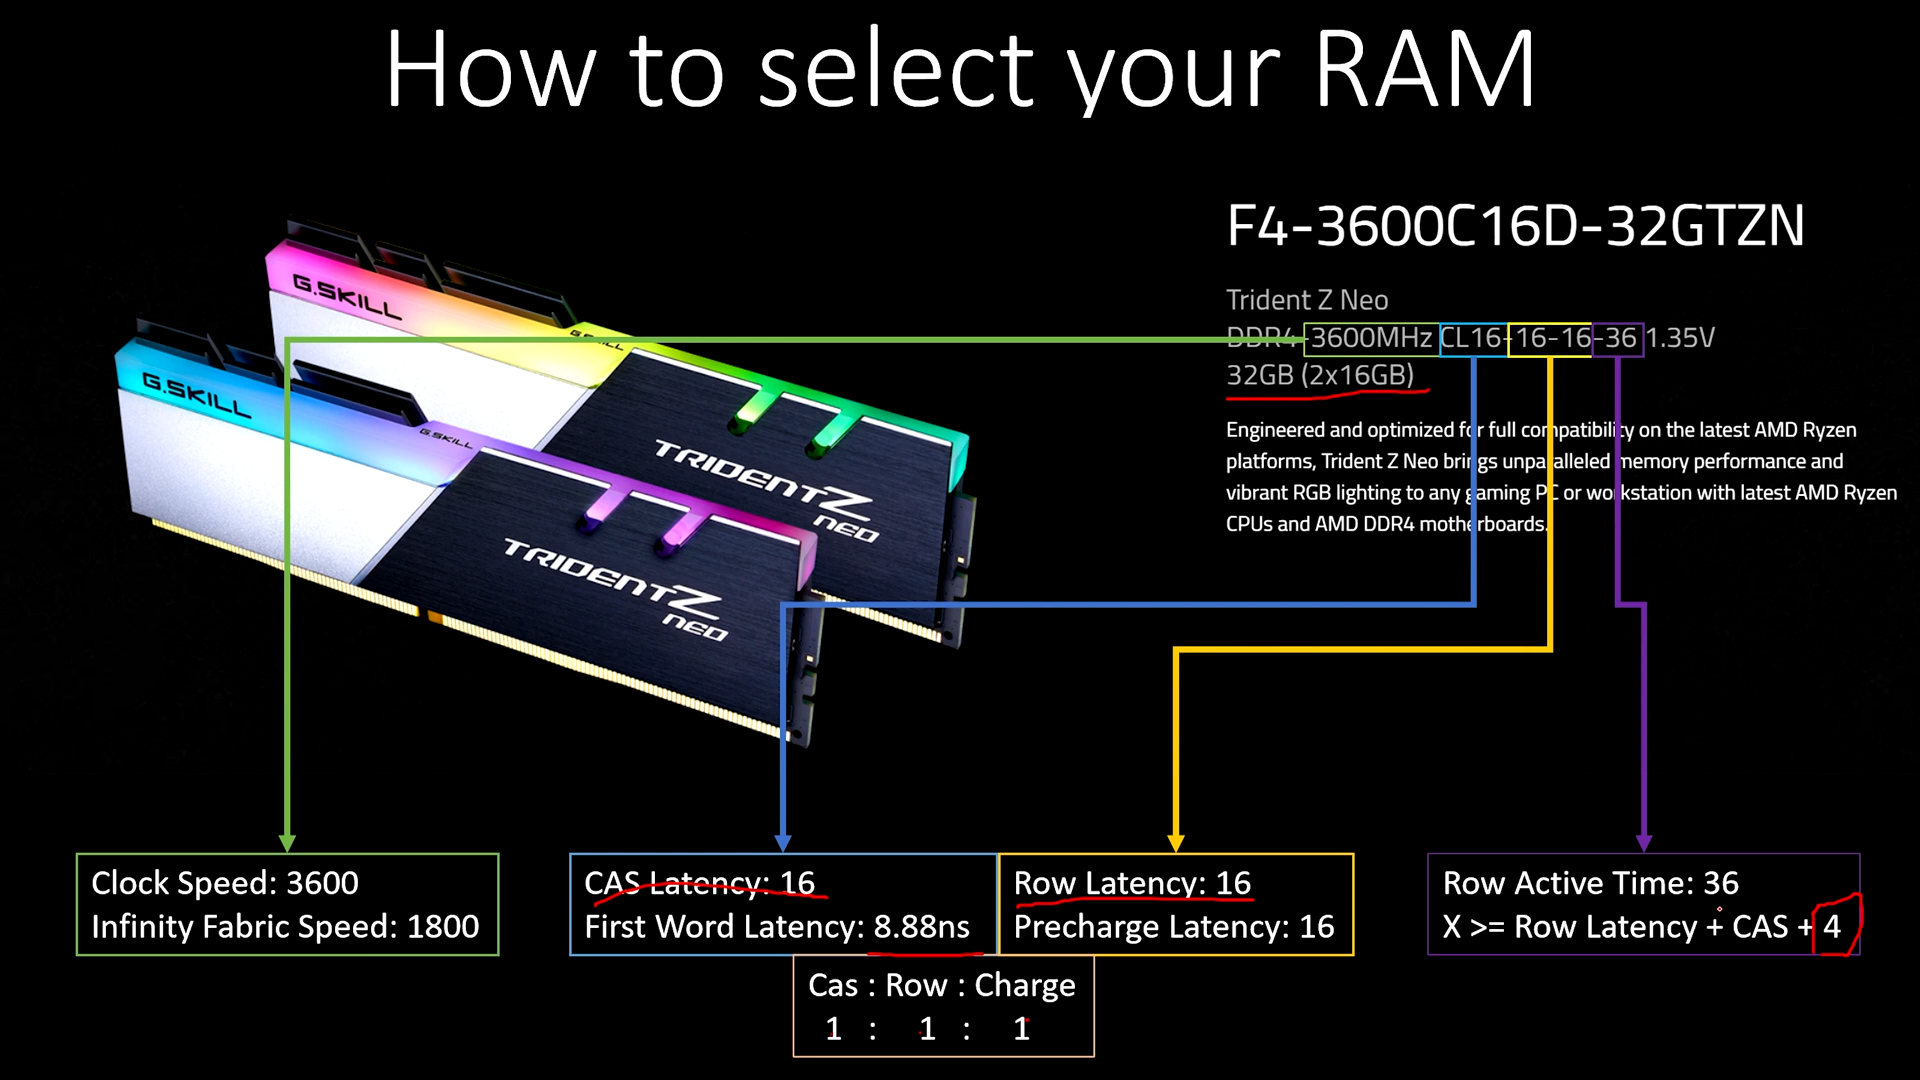 How to select your RAM
F4-3600C16D-32GTZN
Trident Z Neo
DDR4-3600MHz CL16-16-16-36 1.35V
32GB (2x16GB)
Engineered and optimized for full compatibility on the latest AMD Ryzen
platforms, Trident Z Neo brings unparalleled memory performance and
vibrant RGB lighting to any gaming PC or workstation with latest AMD Ryzen
CPUs and AMD DDR4 motherboards.
G.SKILL
G.SKILL
TRIDENTZ
NEO
G.SKILL
G.SKILL
TRIDENTZ
NEO
Clock Speed: 3600
Infinity Fabric Speed: 1800
CAS Latency: 16
First Word Latency: 8.88ns
Row Latency: 16
Precharge Latency: 16
Row Active Time: 36
X >= Row Latency + CAS + 4
Cas : Row : Charge
1 : 1 : 1